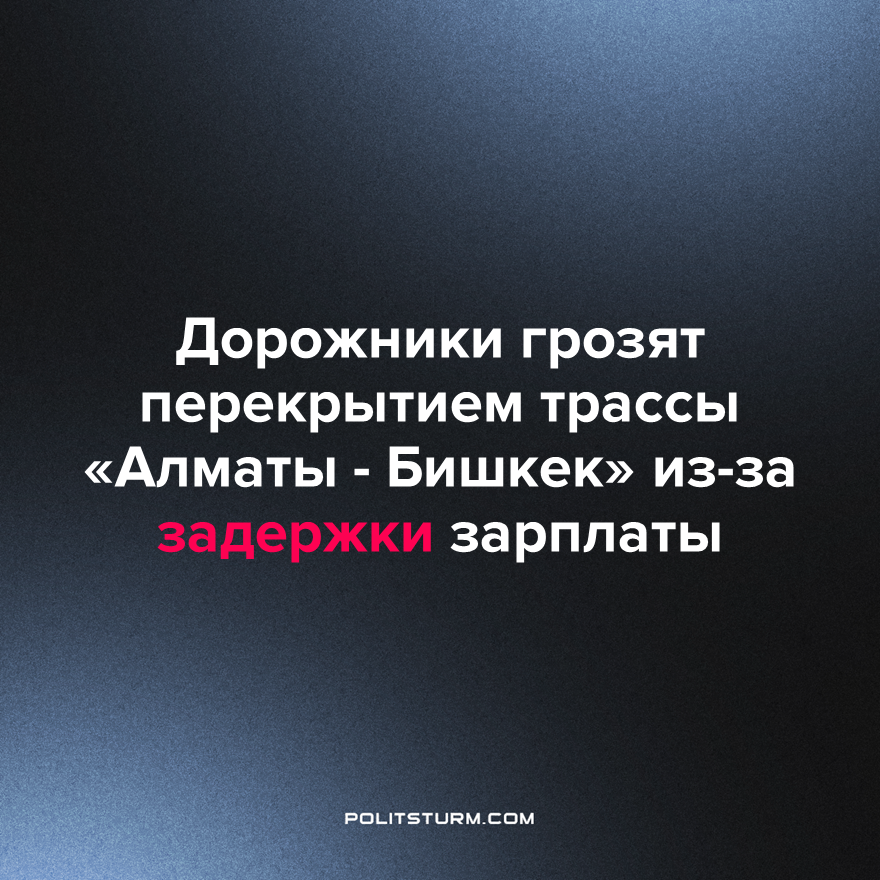 Дорожники грозят
перекрытием трассы
«Алматы - Бишкек» из-за
задержки зарплаты
POLITSTURM.COM